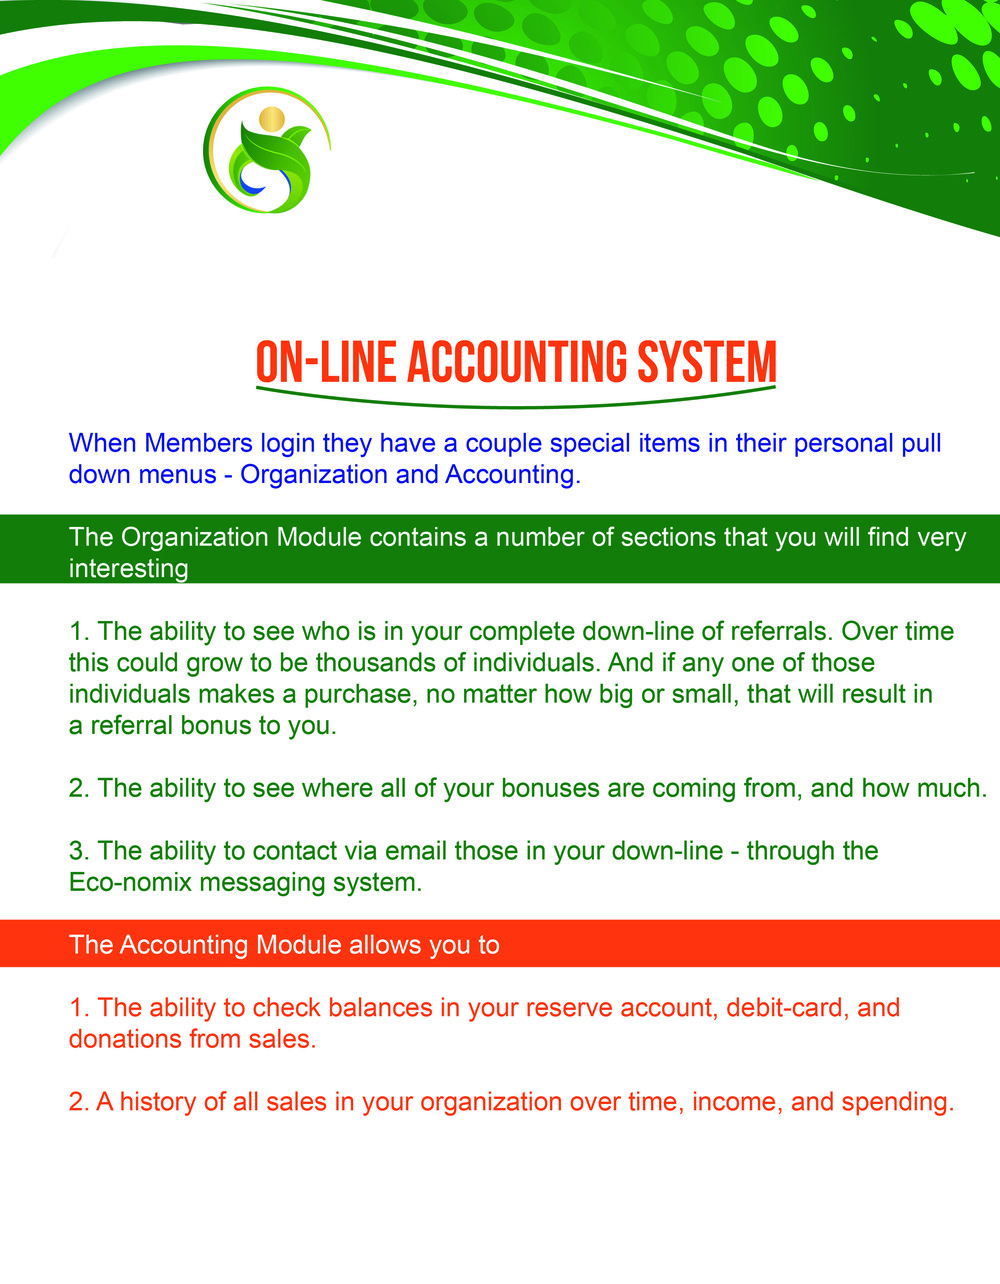 ON-LINE ACCOUNTING SYSTEM
When Members login they have a couple special items in their personal pull
down menus - Organization and Accounting.
The Organization Module contains a number of sections that you will find very
interesting
1. The ability to see who is in your complete down-line of referrals. Over time
this could grow to be thousands of individuals. And if any one of those
individuals makes a purchase, no matter how big or small, that will result in
a referral bonus to you.
2. The ability to see where all of your bonuses are coming from, and how much.
3. The ability to contact via email those in your down-line - through the
Eco-nomix messaging system.
The Accounting Module allows you to
1. The ability to check balances in your reserve account, debit-card, and
donations from sales.
2. A history of all sales in your organization over time, income, and spending.